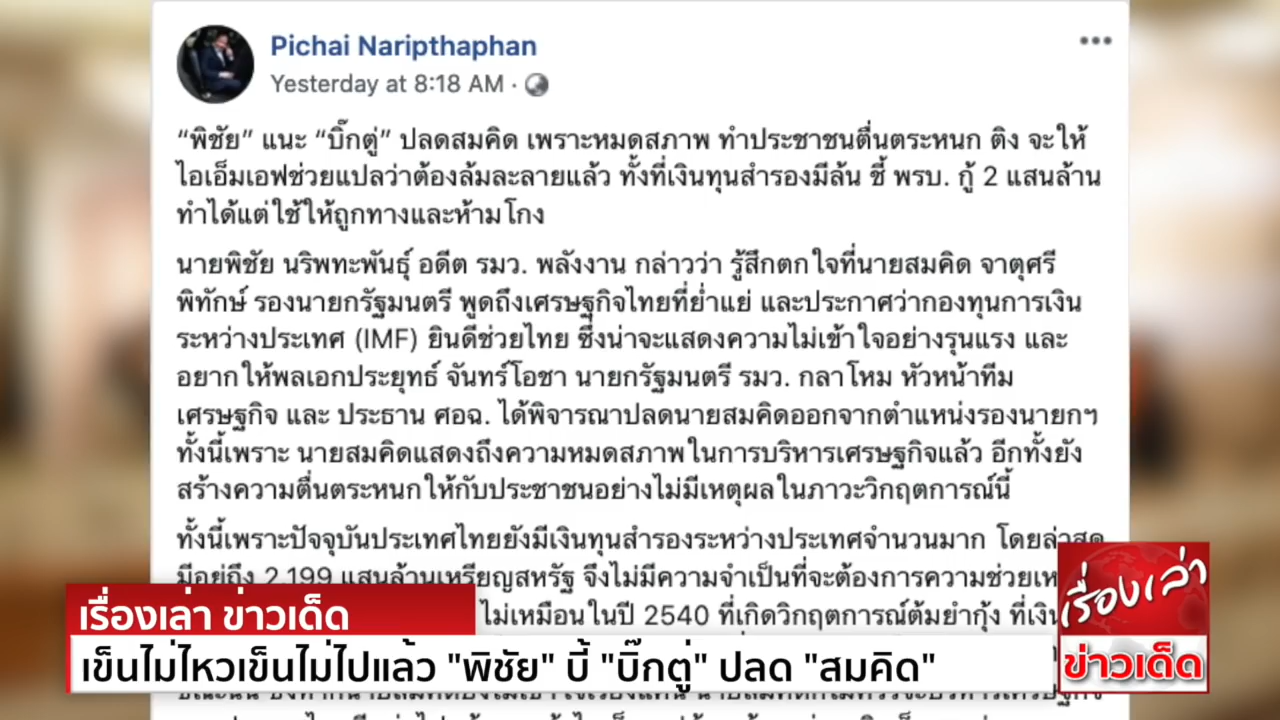 Pichai Naripthaphan
Yesterday at 8:18 AM ·
“พิชัย” แนะ “บิ๊กตู่” ปลดสมคิด เพราะหมดสภาพ ทำประชาชนตื่นตระหนก ติง จะให้
ไอเอ็มเอฟช่วยแปลว่าต้องล้มละลายแล้ว ทั้งที่เงินทุนสำรองมีล้น ชี้ พรบ. กู้ 2 แสนล้าน
ทำได้แต่ใช้ให้ถูกทางและห้ามโกง
นายพิชัย นริพทะพันธุ์ อดีต รมว. พลังงาน กล่าวว่า รู้สึกตกใจที่นายสมคิด จาตุศรี
พิทักษ์ รองนายกรัฐมนตรี พูดถึงเศรษฐกิจไทยที่ย่ำแย่ และประกาศว่ากองทุนการเงิน
ระหว่างประเทศ (IMF) ยินดีช่วยไทย ซึ่งน่าจะแสดงความไม่เข้าใจอย่างรุนแรง และ
อยากให้พลเอกประยุทธ์ จันทร์โอชา นายกรัฐมนตรี รมว. กลาโหม หัวหน้าทีม
เศรษฐกิจ และ ประธาน ศอฉ. ได้พิจารณาปลดนายสมคิดออกจากตำแหน่งรองนายกฯ
ทั้งนี้เพราะ นายสมคิดแสดงถึงความหมดสภาพในการบริหารเศรษฐกิจแล้ว อีกทั้งยัง
สร้างความตื่นตระหนกให้กับประชาชนอย่างไม่มีเหตุผลในภาวะวิกฤตการณ์นี้
ทั้งนี้เพราะปัจจุบันประเทศไทยยังมีเงินทุนสำรองระหว่างประเทศจำนวนมาก โดยล่าสุด
มีอยู่ถึง 2.199 แสนล้านเหรียญสหรัฐ จึงไม่มีความจำเป็นที่จะต้องการความช่วยเห
ไม่เหมือนในปี 2540 ที่เกิดวิกฤตการณ์ต้มยำกุ้ง ที่เงิน
เรื่องเล่า ข่าวเด็ด
เข็นไม่ไหวเข็นไม่ไปแล้ว "พิชัย" บี้ "บิ๊กตู่" ปลด "สมคิด"
เรื่องเล่า
ข่าวเด็ด